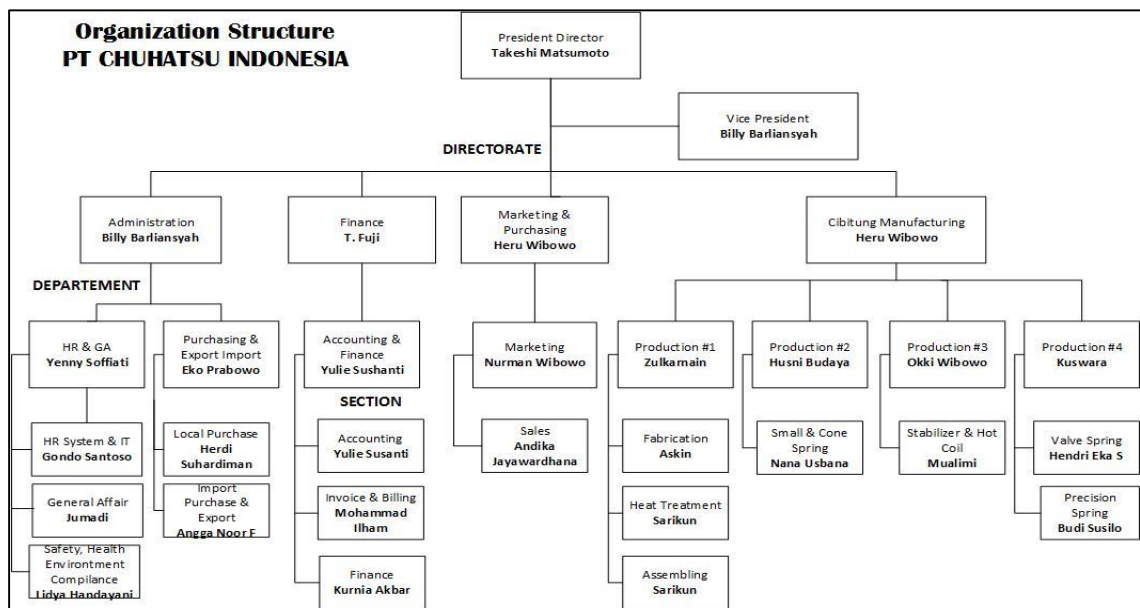 Organization Structure
PT CHUHATSU INDONESIA
President Director
Takeshi Matsumoto
Vice President
Billy Barliansyah
DIRECTORATE
Administration
Billy Barliansyah
Finance
T. Fuji
Marketing &
Purchasing
Heru Wibowo
Cibitung Manufacturing
Heru Wibowo
DEPARTEMENT
HR & GA
Yenny Soffiati
Purchasing &
Export Import
Eko Prabowo
Accounting &
Finance
Yulie Sushanti
Marketing
Nurman Wibowo
Production #1
Zulkarnain
Production #2
Husni Budaya
Production #3
Okki Wibowo
Production #4
Kuswara
SECTION
HR System & IT
Gondo Santoso
Local Purchase
Herdi
Suhardiman
Accounting
Yulie Susanti
Sales
Andika
Jayawardhana
Fabrication
Askin
Small & Cone
Spring
Nana Usbana
Stabilizer & Hot
Coil
Mualimi
Valve Spring
Hendri Eka S
General Affair
Jumadi
Import
Purchase &
Export
Angga Noor F
Invoice & Billing
Mohammad
Ilham
Heat Treatment
Sarikun
Precision
Spring
Budi Susilo
Safety, Health
Environtment
Compilance
Lidya Handayani
Finance
Kurnia Akbar
Assembling
Sarikun